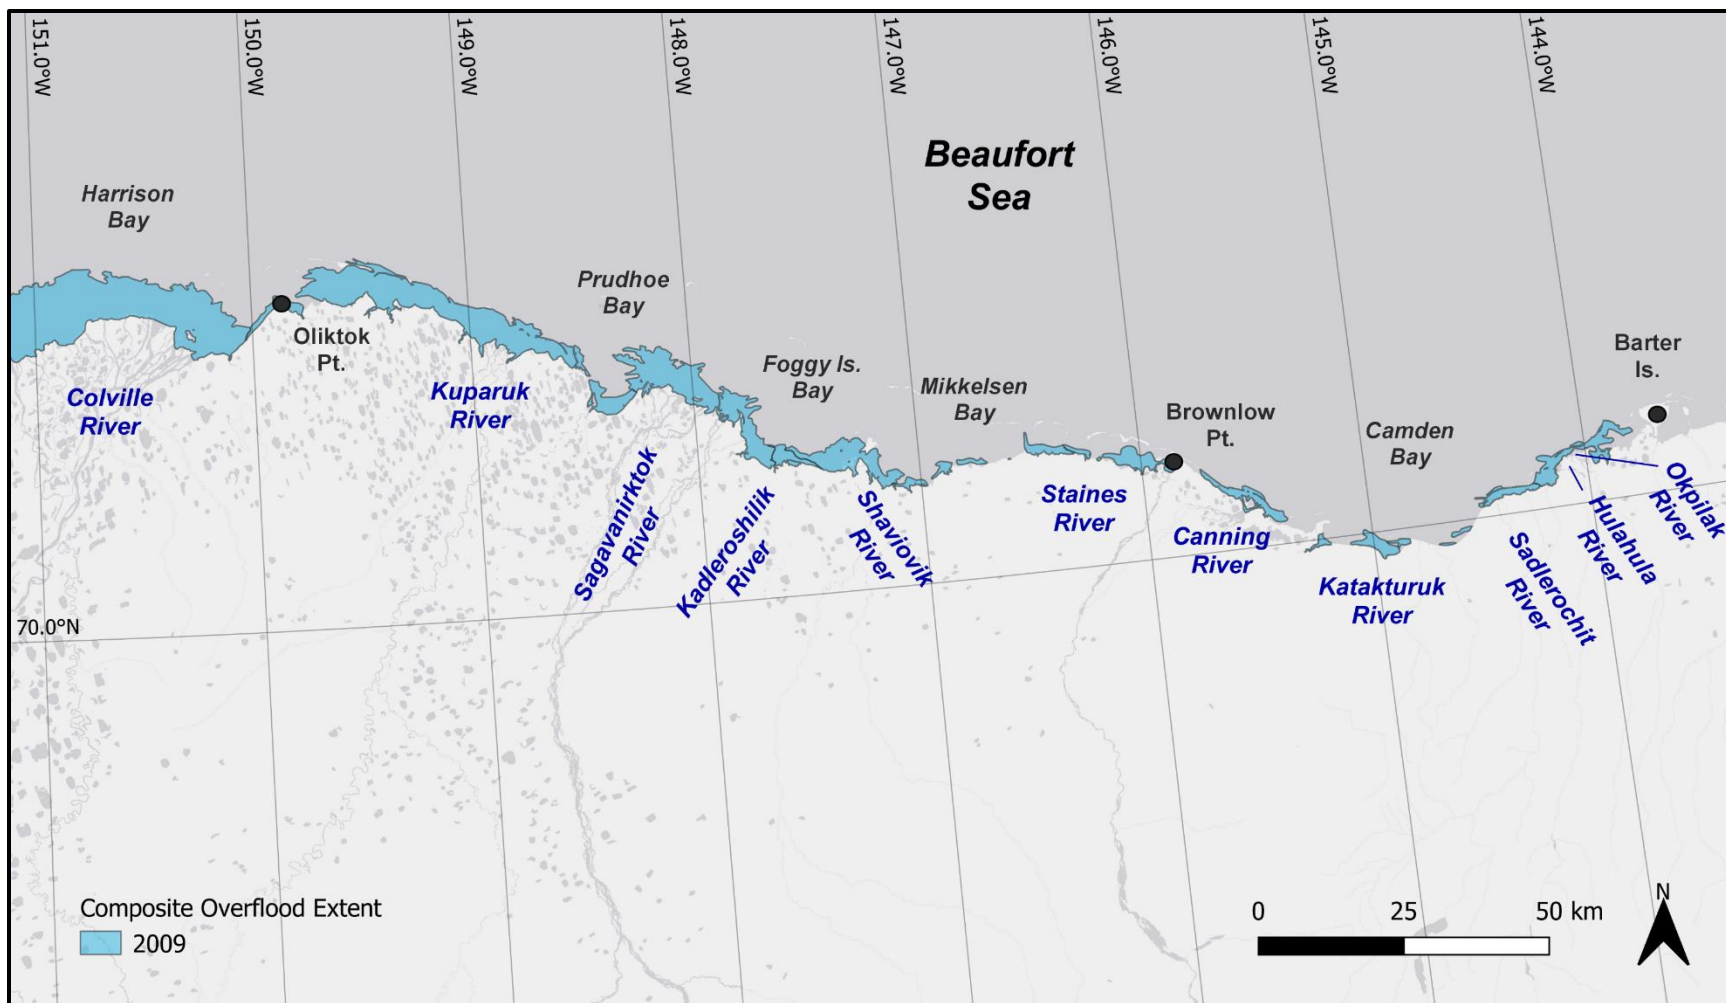 151.0°W
150.0°W
149.0°W
148.0°W
147.0°W
146.0°W
145.0°W
144.0°W
Beaufort
Sea
Harrison
Bay
Prudhoe
Bay
Foggy Is.
Bay
Mikkelsen
Bay
Camden
Bay
Barter
Is.
Oliktok
Pt.
Brownlow
Pt.
Colville
River
Kuparuk
River
Sagavanirktok
River
Kadleroshilik
River
Shaviovik
River
Staines
River
Canning
River
Katakturuk
River
Sadlerochit
River
Hulahula
River
Okpilak
River
70.0°N
Composite Overflood Extent
2009
0 25 50 km
N